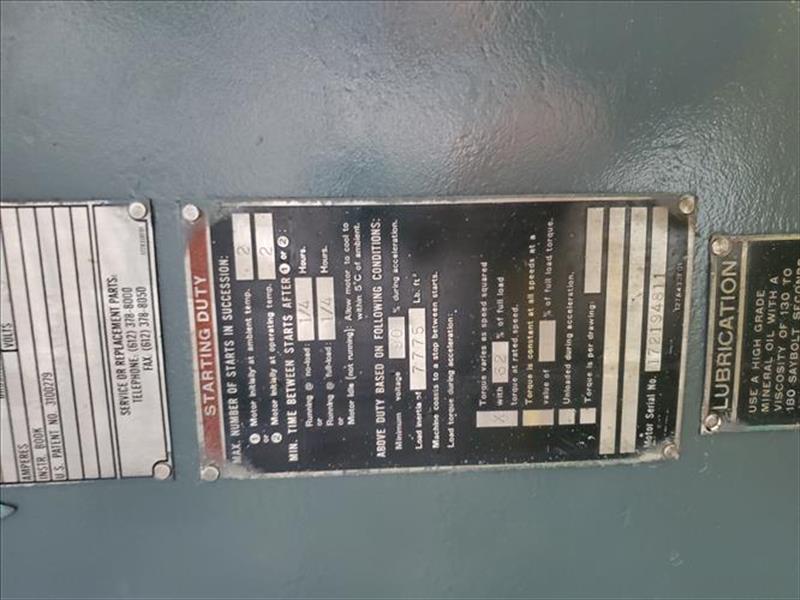 VOLTS
AMPERES
INSTR. BOOK
U.S. PATENT NO. 3100279
SERVICE OR REPLACEMENT PARTS:
TELEPHONE: (612) 378-8000
FAX: (612) 378-8050
STARTING DUTY
MAX. NUMBER OF STARTS IN SUCCESSION:
① Motor initially at ambient temp. 2
or
② Motor initially at operating temp. 2
MIN. TIME BETWEEN STARTS AFTER ① or ②:
Running @ no-load: 1/4 Hours.
or
Running @ full-load: 1/4 Hours.
or
Motor Idle (not running): Allow motor to cool to
within 5°C of ambient.
ABOVE DUTY BASED ON FOLLOWING CONDITIONS:
Minimum voltage 90 % during acceleration.
Load inertia of 7775 Lb. ft²
Machine coasts to a stop between starts.
Load torque during acceleration:
X Torque varies as speed squared
with 62 % of full load
torque at rated speed.
Torque is constant at all speeds at a
value of % of full load torque.
Unloaded during acceleration.
Torque is per drawing:
Motor Serial No. 172194811
LUBRICATION
USE A HIGH GRADE
MINERAL OIL WITH A
VISCOSITY OF 130 TO
180 SAYBOLT